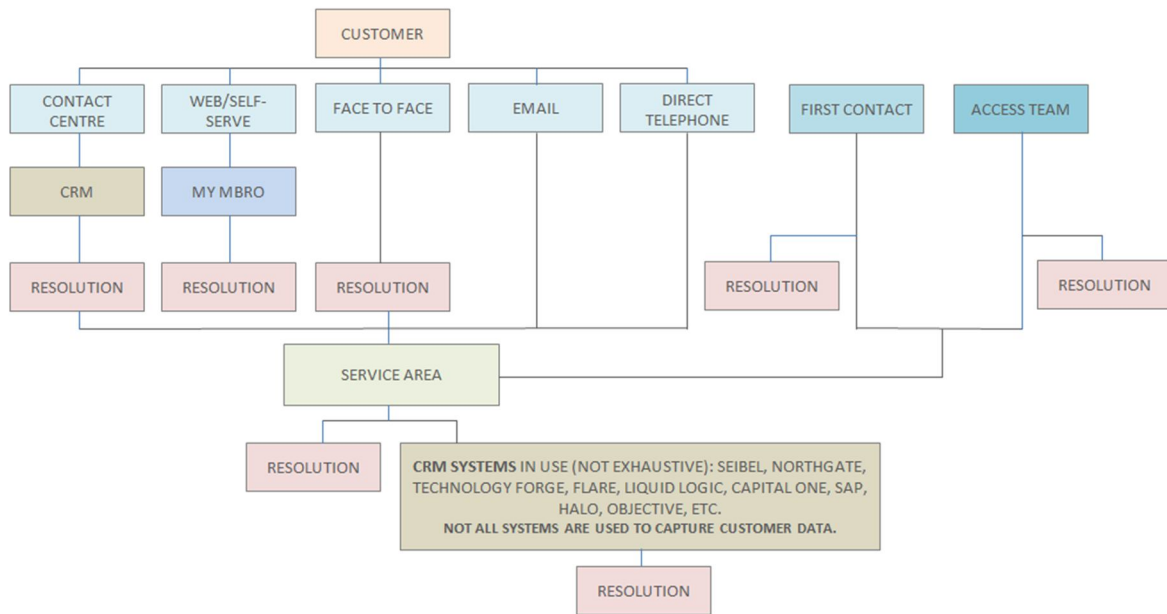 CUSTOMER
CONTACT
CENTRE
WEB/SELF-
SERVE
FACE TO FACE
EMAIL
DIRECT
TELEPHONE
FIRST CONTACT
ACCESS TEAM
CRM
MY MBRO
RESOLUTION
RESOLUTION
RESOLUTION
RESOLUTION
RESOLUTION
SERVICE AREA
RESOLUTION
CRM SYSTEMS IN USE (NOT EXHAUSTIVE): SEIBEL, NORTHGATE,
TECHNOLOGY FORGE, FLARE, LIQUID LOGIC, CAPITAL ONE, SAP,
HALO, OBJECTIVE, ETC.
NOT ALL SYSTEMS ARE USED TO CAPTURE CUSTOMER DATA.
RESOLUTION